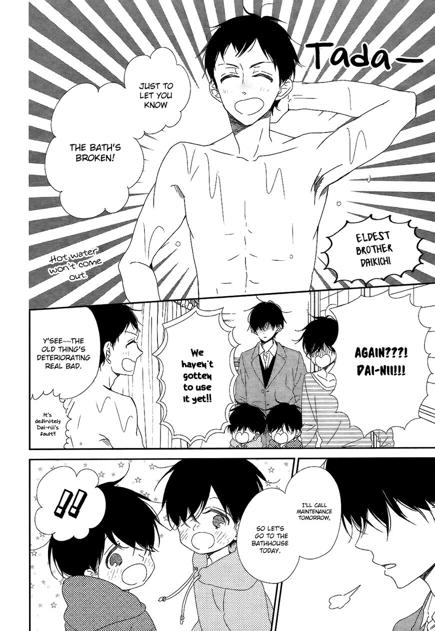 Tada—
JUST TO
LET YOU
KNOW
THE BATH'S
BROKEN!
Hot water
won't come
out
ELDEST
BROTHER
DAIKICHI
AGAIN???!
DAI-NII!!!
We
haven't
gotten
to use
it yet!!
Y'SEE—THE
OLD THING'S
DETERIORATING
REAL BAD.
It's
definitely
Dai-nii's
fault!!
I'LL CALL
MAINTENANCE
TOMORROW,
SO LET'S
GO TO THE
BATHHOUSE
TODAY.
!!